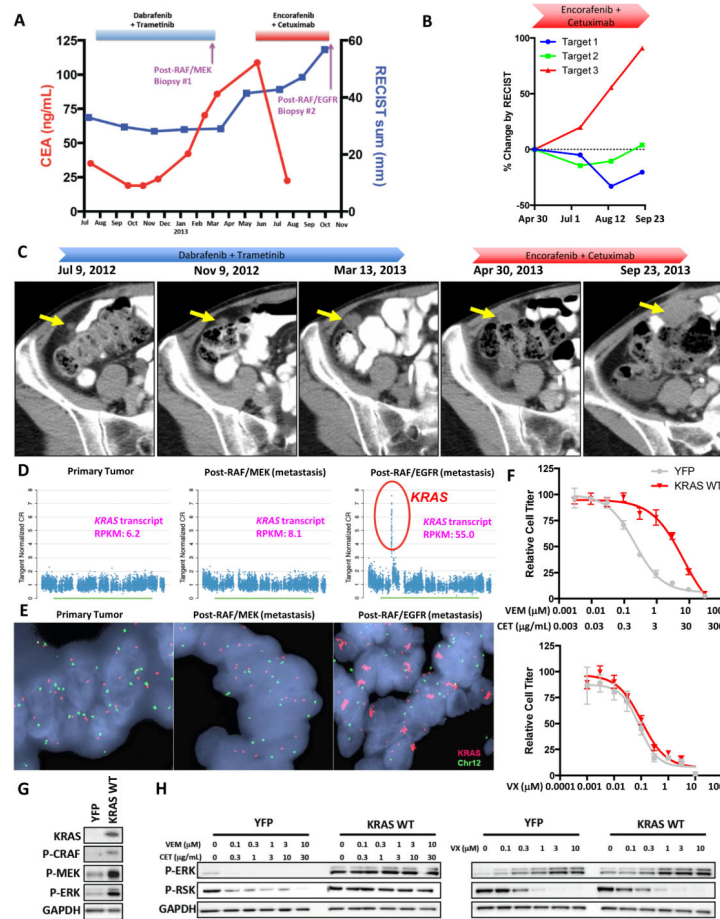 A
Dabrafenib
+ Trametinib
Encorafenib
+ Cetuximab
CEA (ng/mL)
125
100
75
50
25
0
60
40
20
0
RECIST sum (mm)
Post-RAF/MEK
Biopsy #1
Post-RAF/EGFR
Biopsy #2
Jul Aug Sep Oct Nov Dec Jan Feb Mar Apr May Jun Jul Aug Sep Oct Nov
2013
B
Encorafenib +
Cetuximab
Target 1
Target 2
Target 3
% Change by RECIST
100
50
0
-50
Apr 30 Jul 1 Aug 12 Sep 23
C
Dabrafenib + Trametinib
Encorafenib + Cetuximab
Jul 9, 2012 Nov 9, 2012 Mar 13, 2013 Apr 30, 2013 Sep 23, 2013
D
Primary Tumor Post-RAF/MEK (metastasis) Post-RAF/EGFR (metastasis)
Tangent Normalized CR
8
7
6
5
4
3
2
1
0
KRAS transcript
RPKM: 6.2
KRAS transcript
RPKM: 8.1
KRAS
KRAS transcript
RPKM: 55.0
E
Primary Tumor Post-RAF/MEK (metastasis) Post-RAF/EGFR (metastasis)
KRAS
Chr12
F
YFP
KRAS WT
Relative Cell Titer
125
100
75
50
25
0
VEM (μM) 0.001 0.01 0.1 1 10 100
CET (μg/mL) 0.003 0.03 0.3 3 30 300
Relative Cell Titer
125
100
75
50
25
0
VX (μM) 0.0001 0.001 0.01 0.1 1 10 100
G
YFP
KRAS WT
KRAS
P-CRAF
P-MEK
P-ERK
GAPDH
H
YFP KRAS WT
VEM (μM) 0 0.1 0.3 1 3 10 0 0.1 0.3 1 3 10
CET (μg/mL) 0 0.3 1 3 10 30 0 0.3 1 3 10 30
P-ERK
P-RSK
GAPDH
YFP KRAS WT
VX (μM) 0 0.1 0.3 1 3 10 0 0.1 0.3 1 3 10